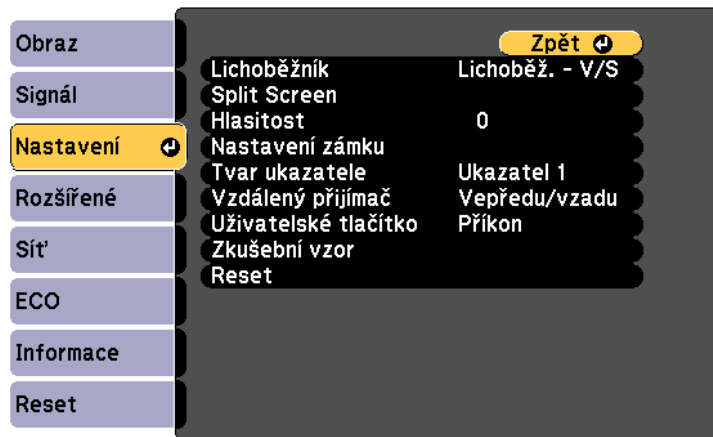 Obraz
Signál
Nastavení
Rozšířené
Síť
ECO
Informace
Reset
Zpět
Lichoběžník Lichoběž. - V/S
Split Screen
Hlasitost 0
Nastavení zámku
Tvar ukazatele Ukazatel 1
Vzdálený přijímač Vepředu/vzadu
Uživatelské tlačítko Příkon
Zkušební vzor
Reset